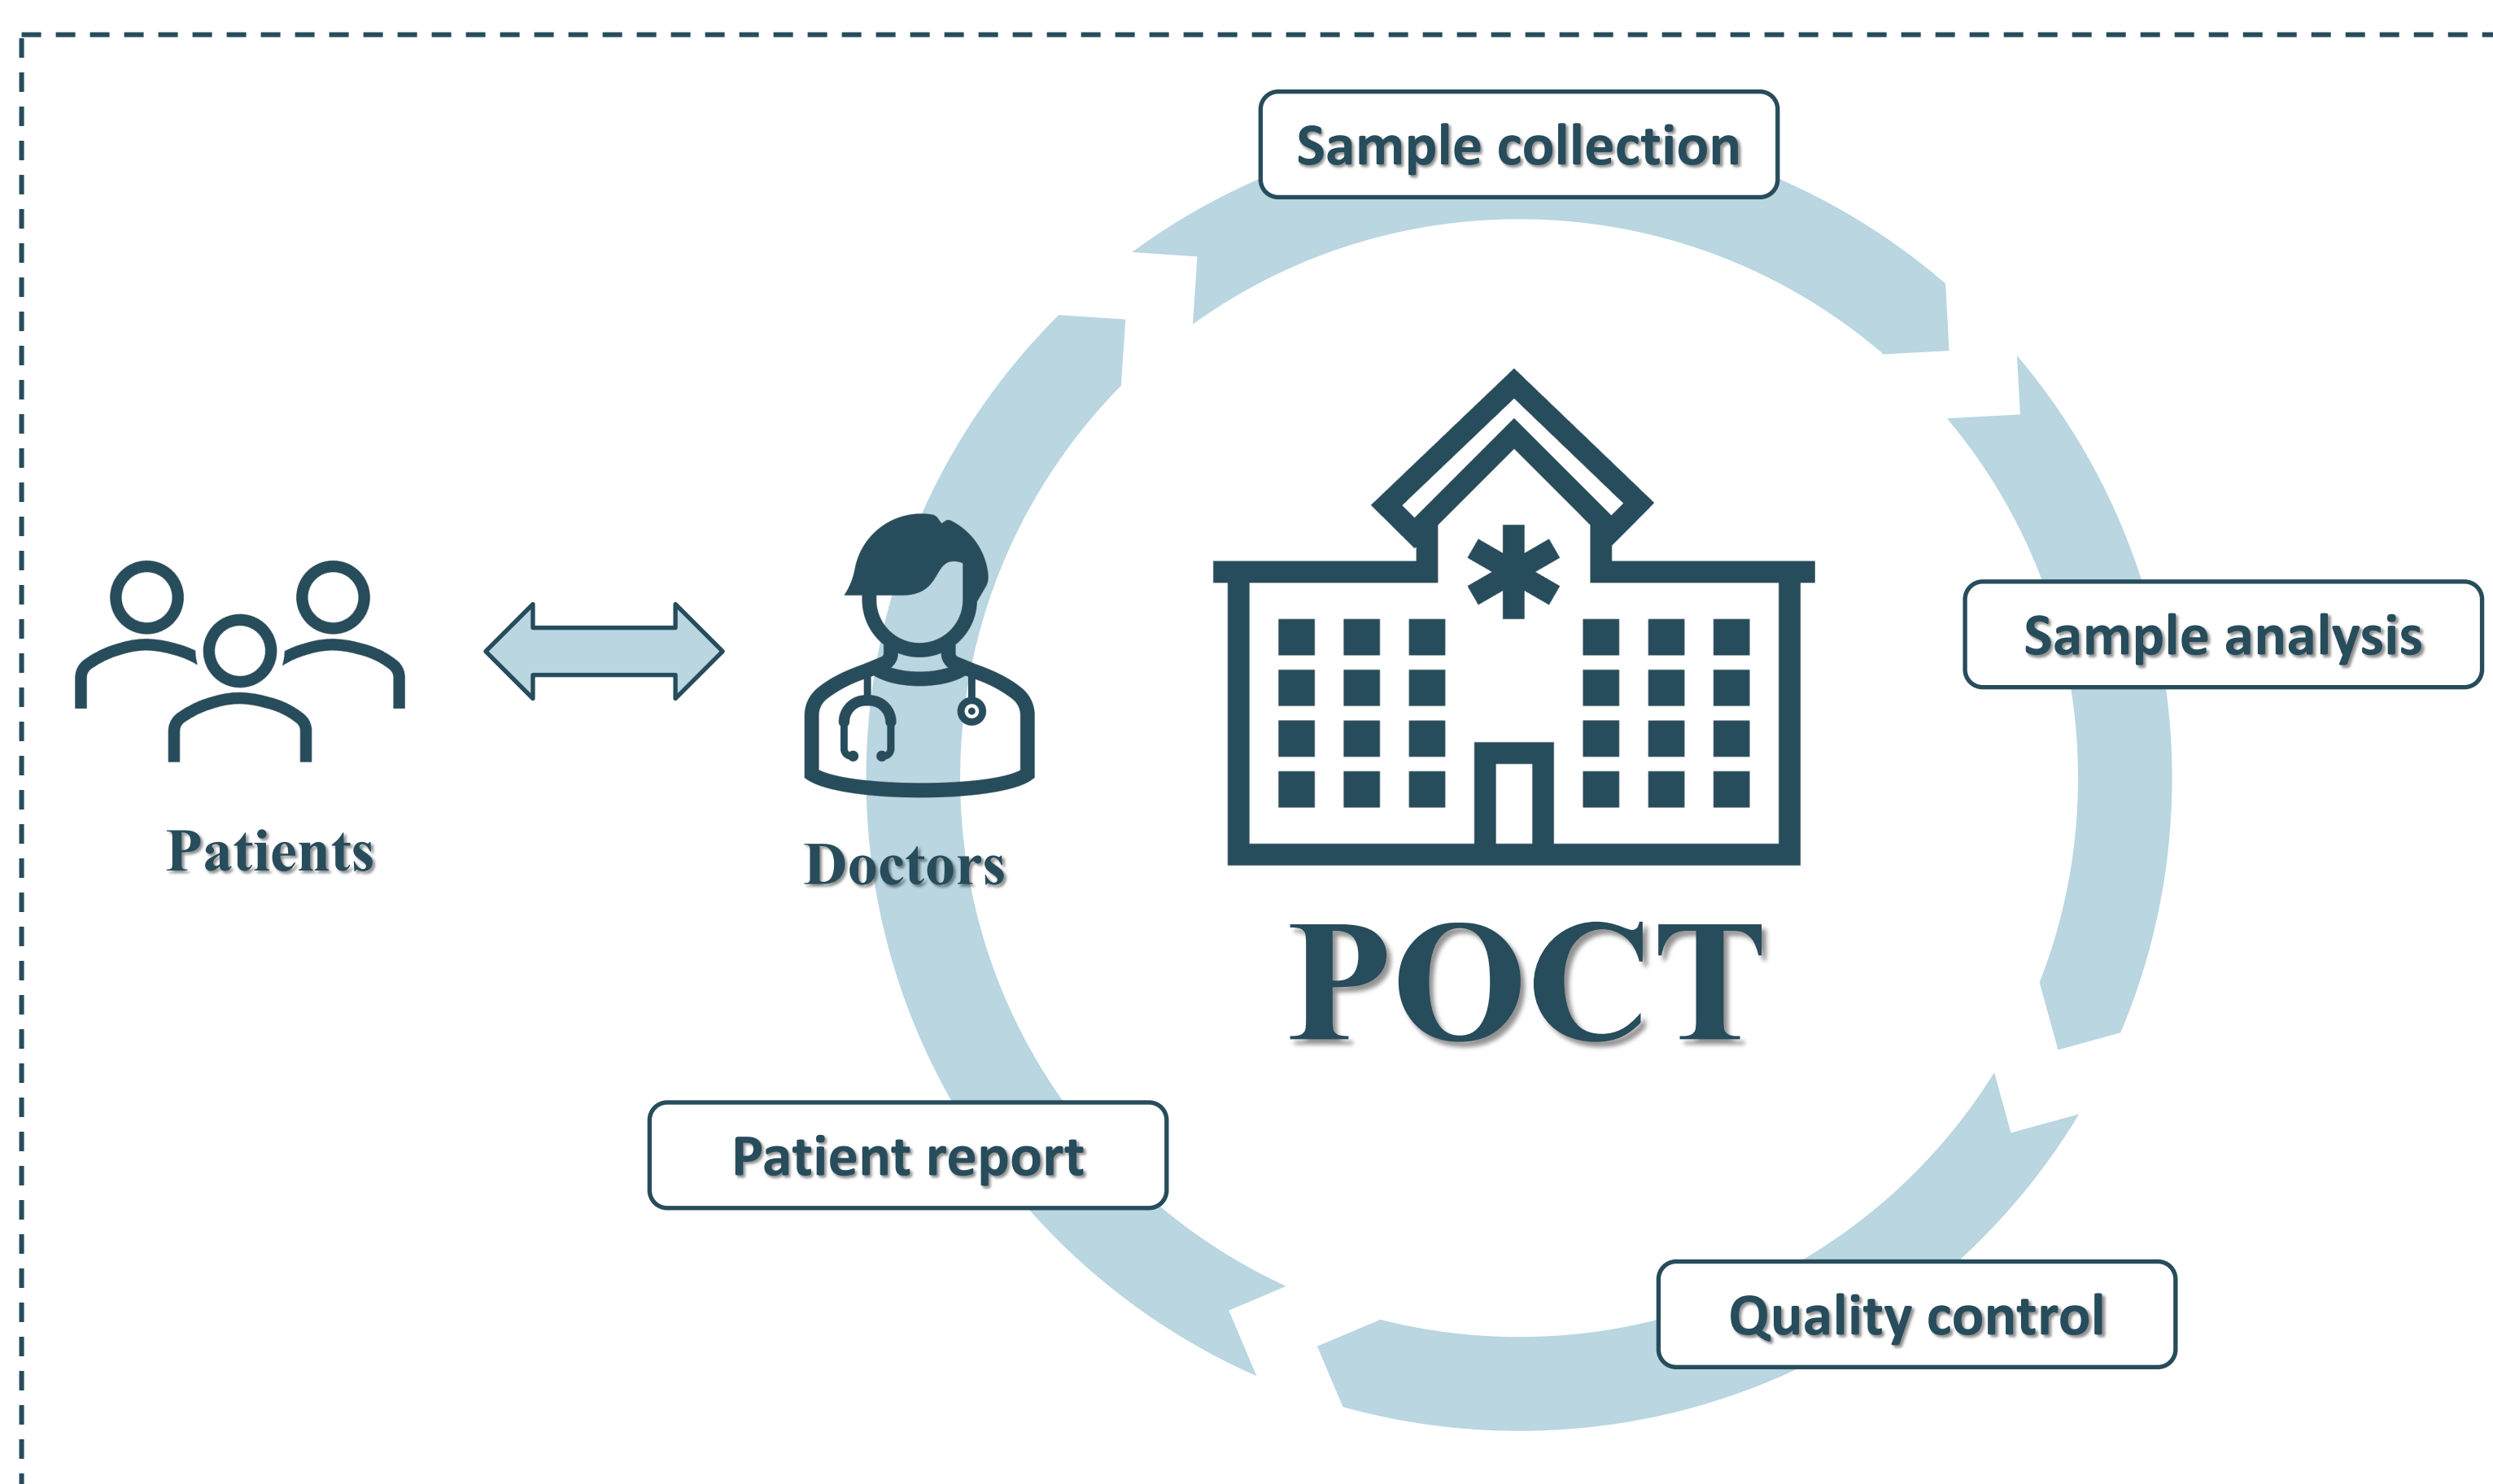 Sample collection
Sample analysis
Patients
Doctors
POCT
Patient report
Quality control